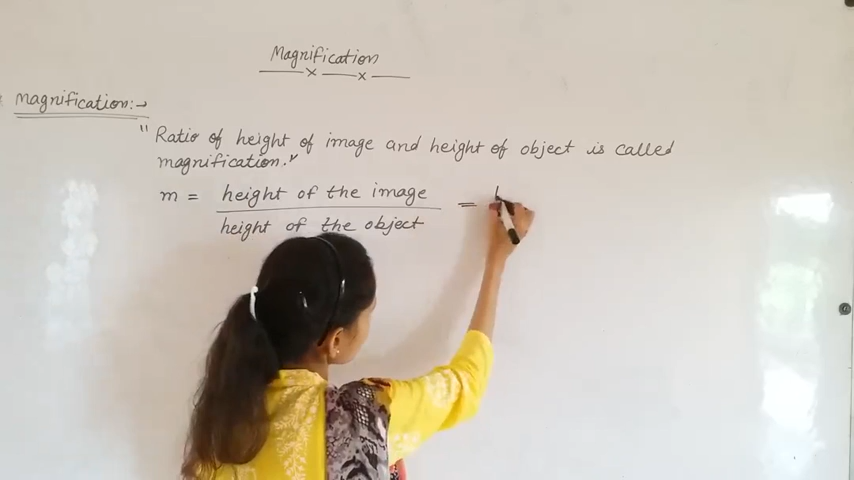 Magnification
Magnification:→
"Ratio of height of image and height of object is called
magnification."
m = height of the image =
height of the object